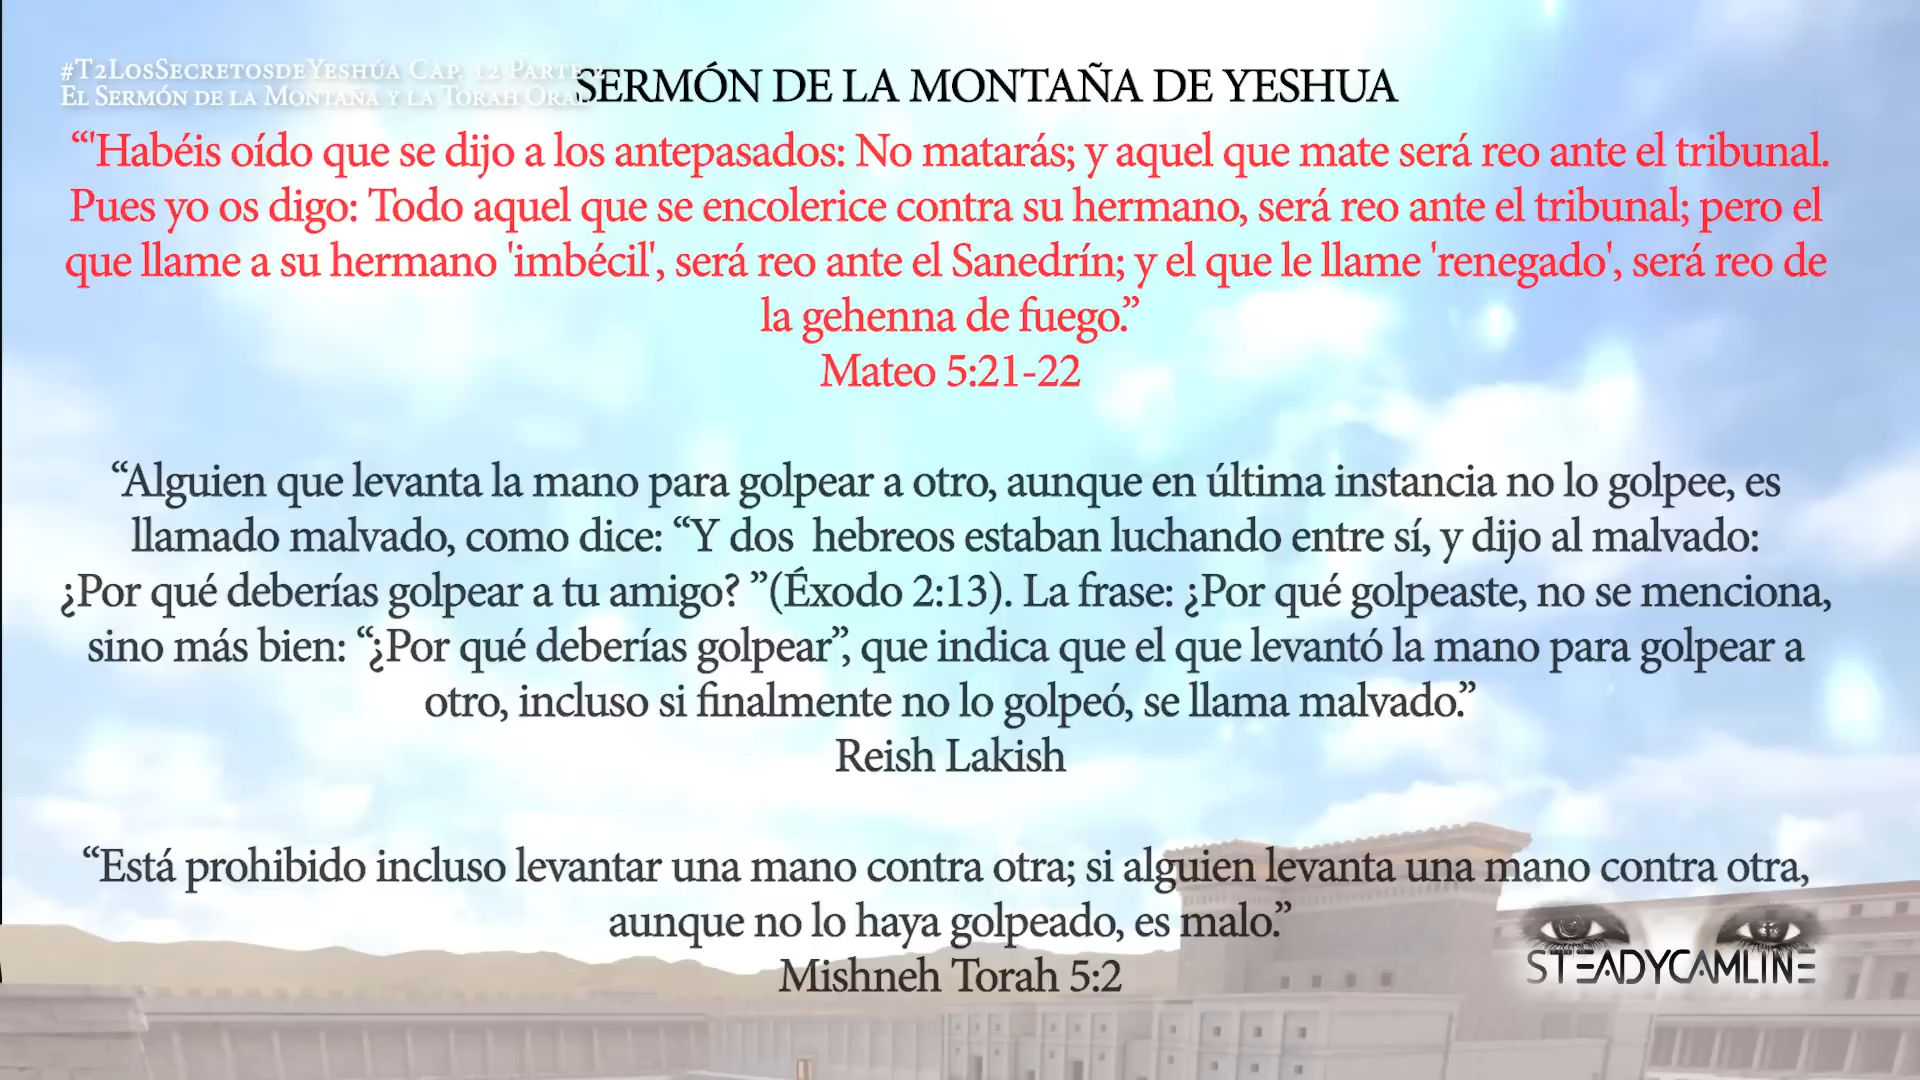 #T2LosSecretosdeYeshúa Cap. 12 Parte
El Sermón de la Montaña y la Torah Oral
SERMÓN DE LA MONTAÑA DE YESHUA
“'Habéis oído que se dijo a los antepasados: No matarás; y aquel que mate será reo ante el tribunal.
Pues yo os digo: Todo aquel que se encolerice contra su hermano, será reo ante el tribunal; pero el
que llame a su hermano 'imbécil', será reo ante el Sanedrín; y el que le llame 'renegado', será reo de
la gehenna de fuego.”
Mateo 5:21-22
“Alguien que levanta la mano para golpear a otro, aunque en última instancia no lo golpee, es
llamado malvado, como dice: “Y dos hebreos estaban luchando entre sí, y dijo al malvado:
¿Por qué deberías golpear a tu amigo? ”(Éxodo 2:13). La frase: ¿Por qué golpeaste, no se menciona,
sino más bien: “¿Por qué deberías golpear”, que indica que el que levantó la mano para golpear a
otro, incluso si finalmente no lo golpeó, se llama malvado.”
Reish Lakish
“Está prohibido incluso levantar una mano contra otra; si alguien levanta una mano contra otra,
aunque no lo haya golpeado, es malo.”
Mishneh Torah 5:2
STEADYCAMLINE